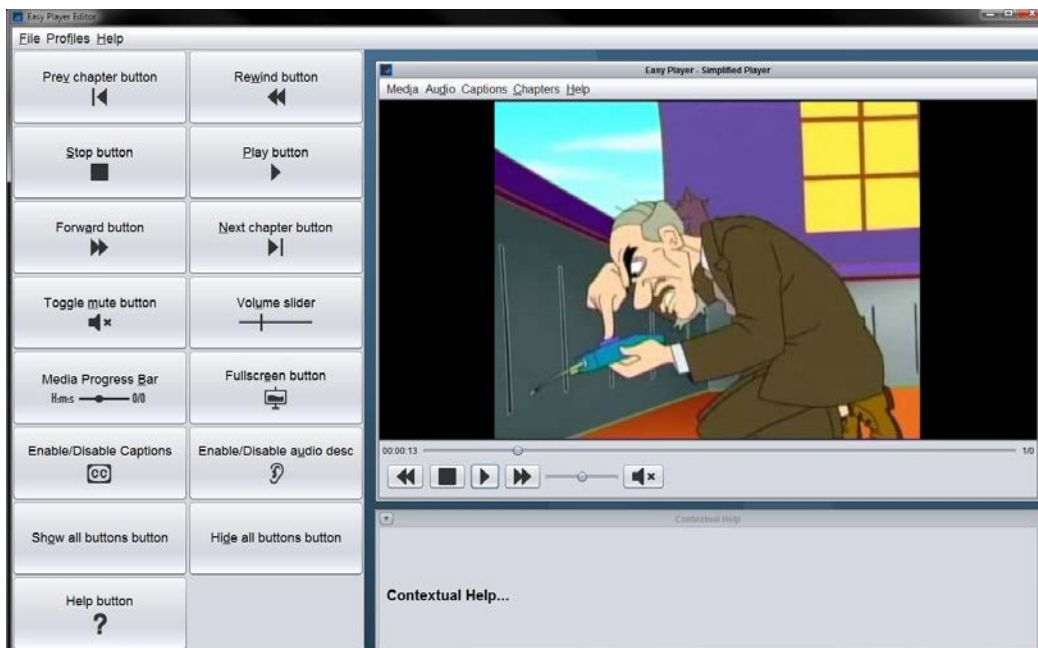 Easy Player Editor
File Profiles Help
Prev chapter button
Rewind button
Stop button
Play button
Forward button
Next chapter button
Toggle mute button
Volume slider
Media Progress Bar
H:m:s 0/0
Fullscreen button
Enable/Disable Captions
CC
Enable/Disable audio desc
Show all buttons button
Hide all buttons button
Help button
?
Easy Player - Simplified Player
Media Audio Captions Chapters Help
00:00:13 1/0
Contextual Help
Contextual Help...